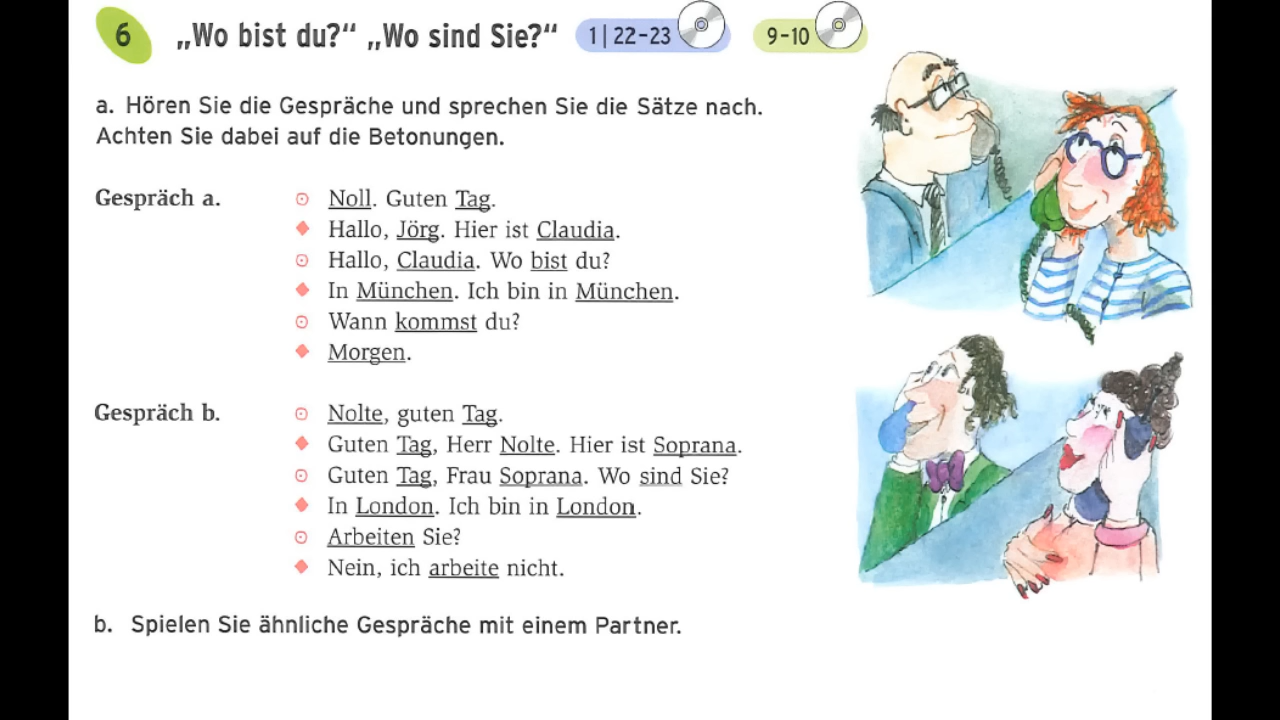 6 „Wo bist du?“ „Wo sind Sie?“ 1|22-23 9-10
a. Hören Sie die Gespräche und sprechen Sie die Sätze nach.
Achten Sie dabei auf die Betonungen.
Gespräch a. Noll. Guten Tag.
Hallo, Jörg. Hier ist Claudia.
Hallo, Claudia. Wo bist du?
In München. Ich bin in München.
Wann kommst du?
Morgen.
Gespräch b. Nolte, guten Tag.
Guten Tag, Herr Nolte. Hier ist Soprana.
Guten Tag, Frau Soprana. Wo sind Sie?
In London. Ich bin in London.
Arbeiten Sie?
Nein, ich arbeite nicht.
b. Spielen Sie ähnliche Gespräche mit einem Partner.